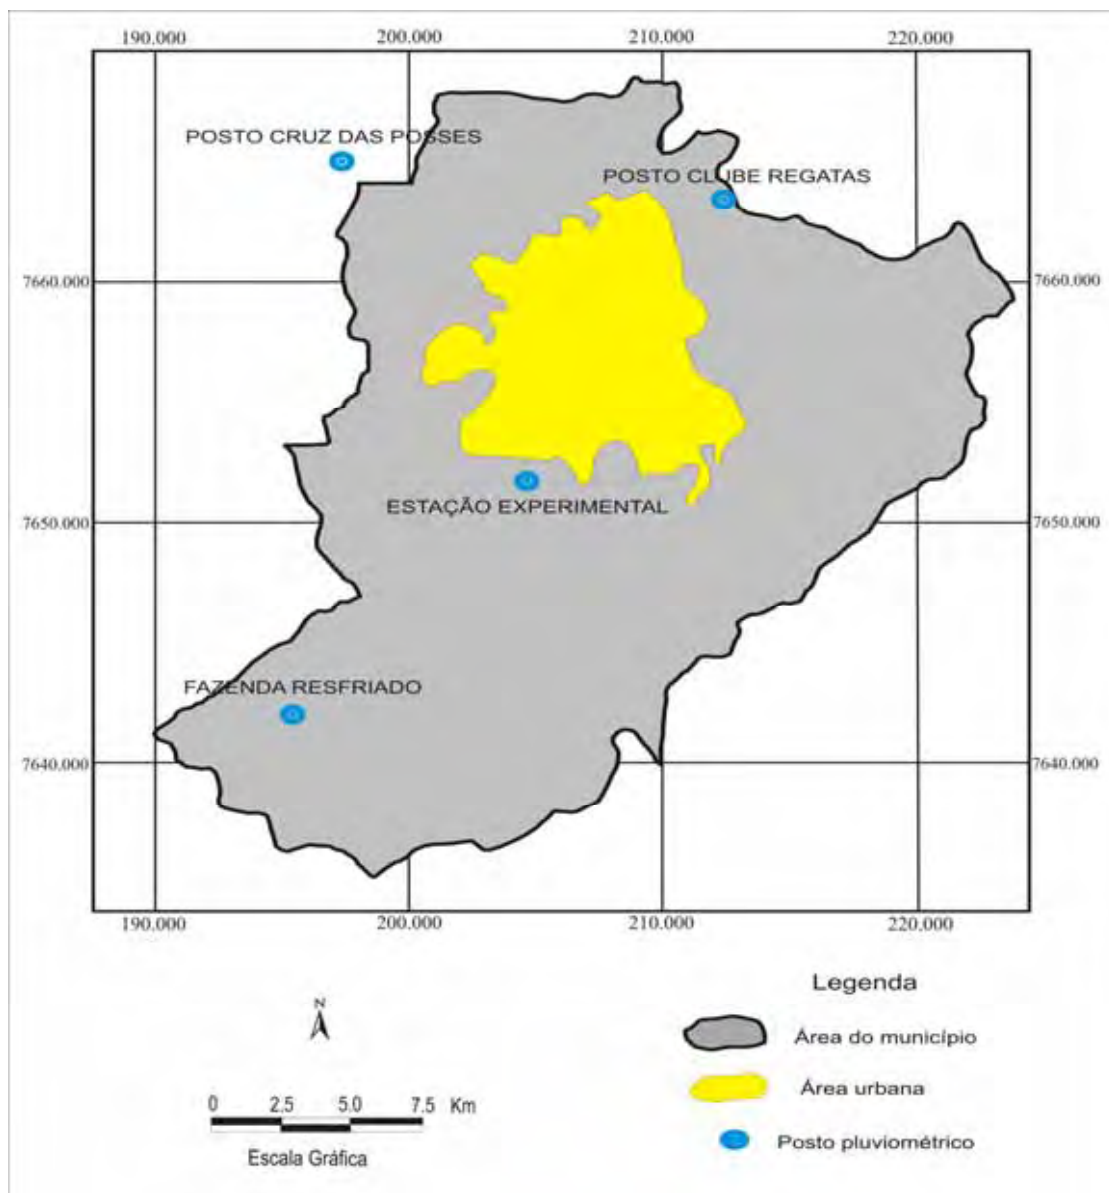 190.000
200.000
210.000
220.000
POSTO CRUZ DAS POSSES
POSTO CLUBE REGATAS
7660.000
7660.000
ESTAÇÃO EXPERIMENTAL
7650.000
7650.000
FAZENDA RESFRIADO
7640.000
7640.000
190.000
200.000
210.000
220.000
Legenda
N
Área do município
Área urbana
0 2.5 5.0 7.5 Km
Posto pluviométrico
Escala Gráfica